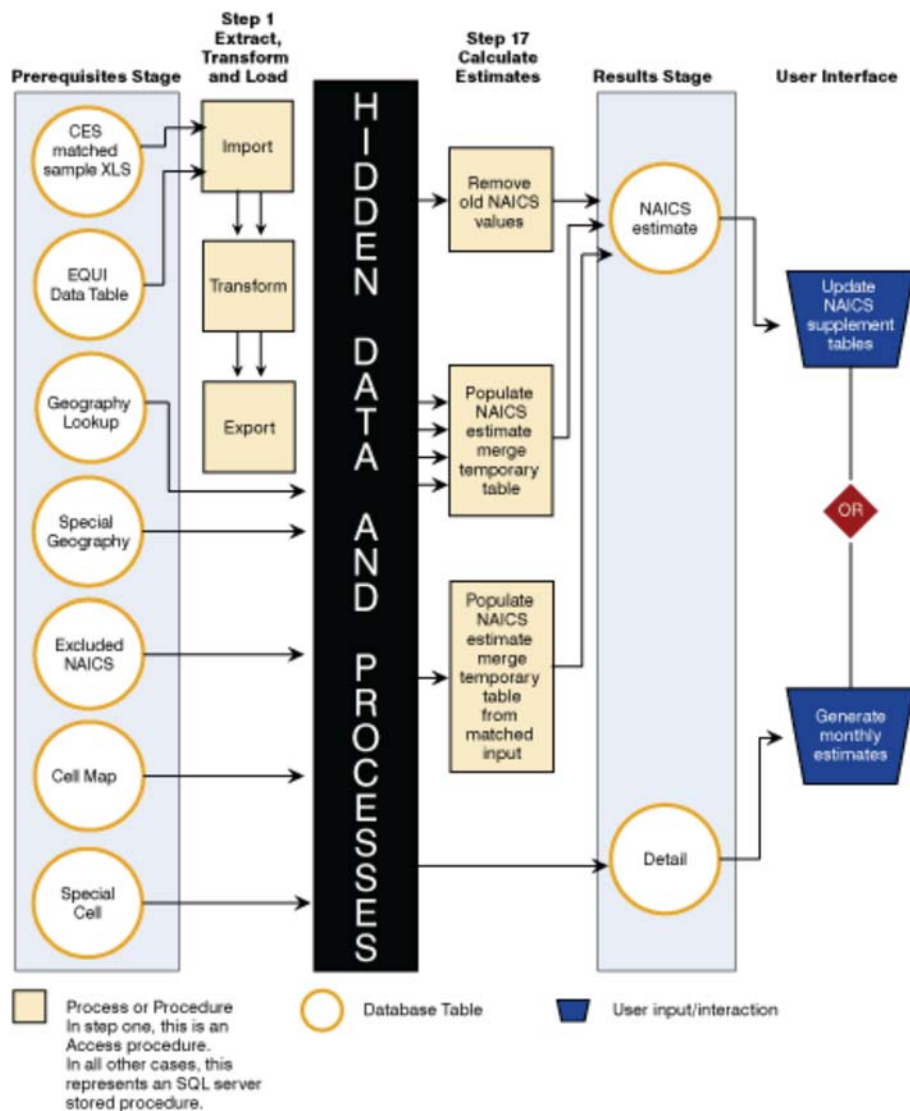 Step 1
Extract,
Transform
and Load
Step 17
Calculate
Estimates
Prerequisites Stage
Results Stage
User Interface
CES
matched
sample XLS
EQUI
Data Table
Geography
Lookup
Special
Geography
Excluded
NAICS
Cell Map
Special
Cell
Import
Transform
Export
HIDDEN DATA AND PROCESSES
Remove
old NAICS
values
Populate
NAICS
estimate
merge
temporary
table
Populate
NAICS
estimate
merge
temporary
table
from
matched
input
NAICS
estimate
Detail
Update
NAICS
supplement
tables
OR
Generate
monthly
estimates
Process or Procedure
In step one, this is an
Access procedure.
In all other cases, this
represents an SQL server
stored procedure.
Database Table
User input/interaction